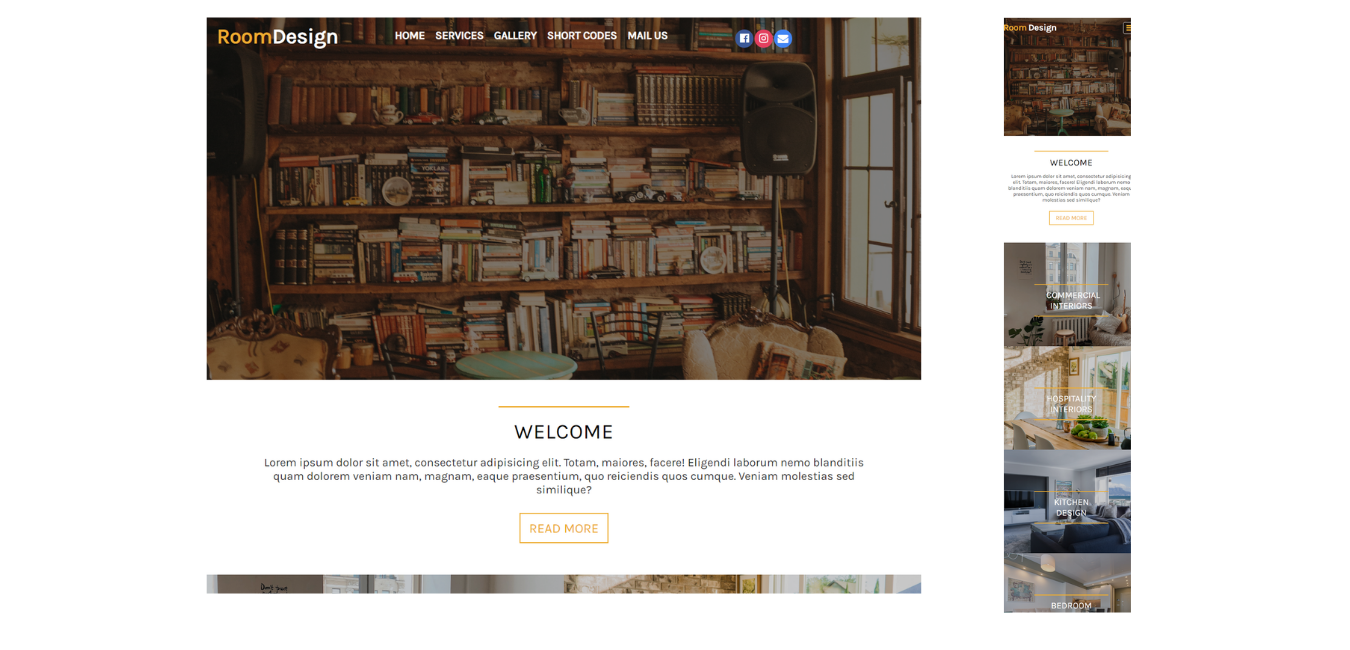 RoomDesign
HOME SERVICES GALLERY SHORT CODES MAIL US
WELCOME
Lorem ipsum dolor sit amet, consectetur adipisicing elit. Totam, maiores, facere! Eligendi laborum nemo blanditiis
quam dolorem veniam nam, magnam, eaque praesentium, quo reiciendis quos cumque. Veniam molestias sed
similique?
READ MORE
Room Design
WELCOME
Lorem ipsum dolor sit amet, consectetur adipisicing
elit. Totam, maiores, facere! Eligendi laborum nemo
blanditiis quam dolorem veniam nam, magnam,
praesentium, quo reiciendis quos cumque. Veniam
molestias sed similique?
READ MORE
COMMERCIAL
INTERIORS
HOSPITALITY
INTERIORS
KITCHEN
DESIGN
BEDROOM